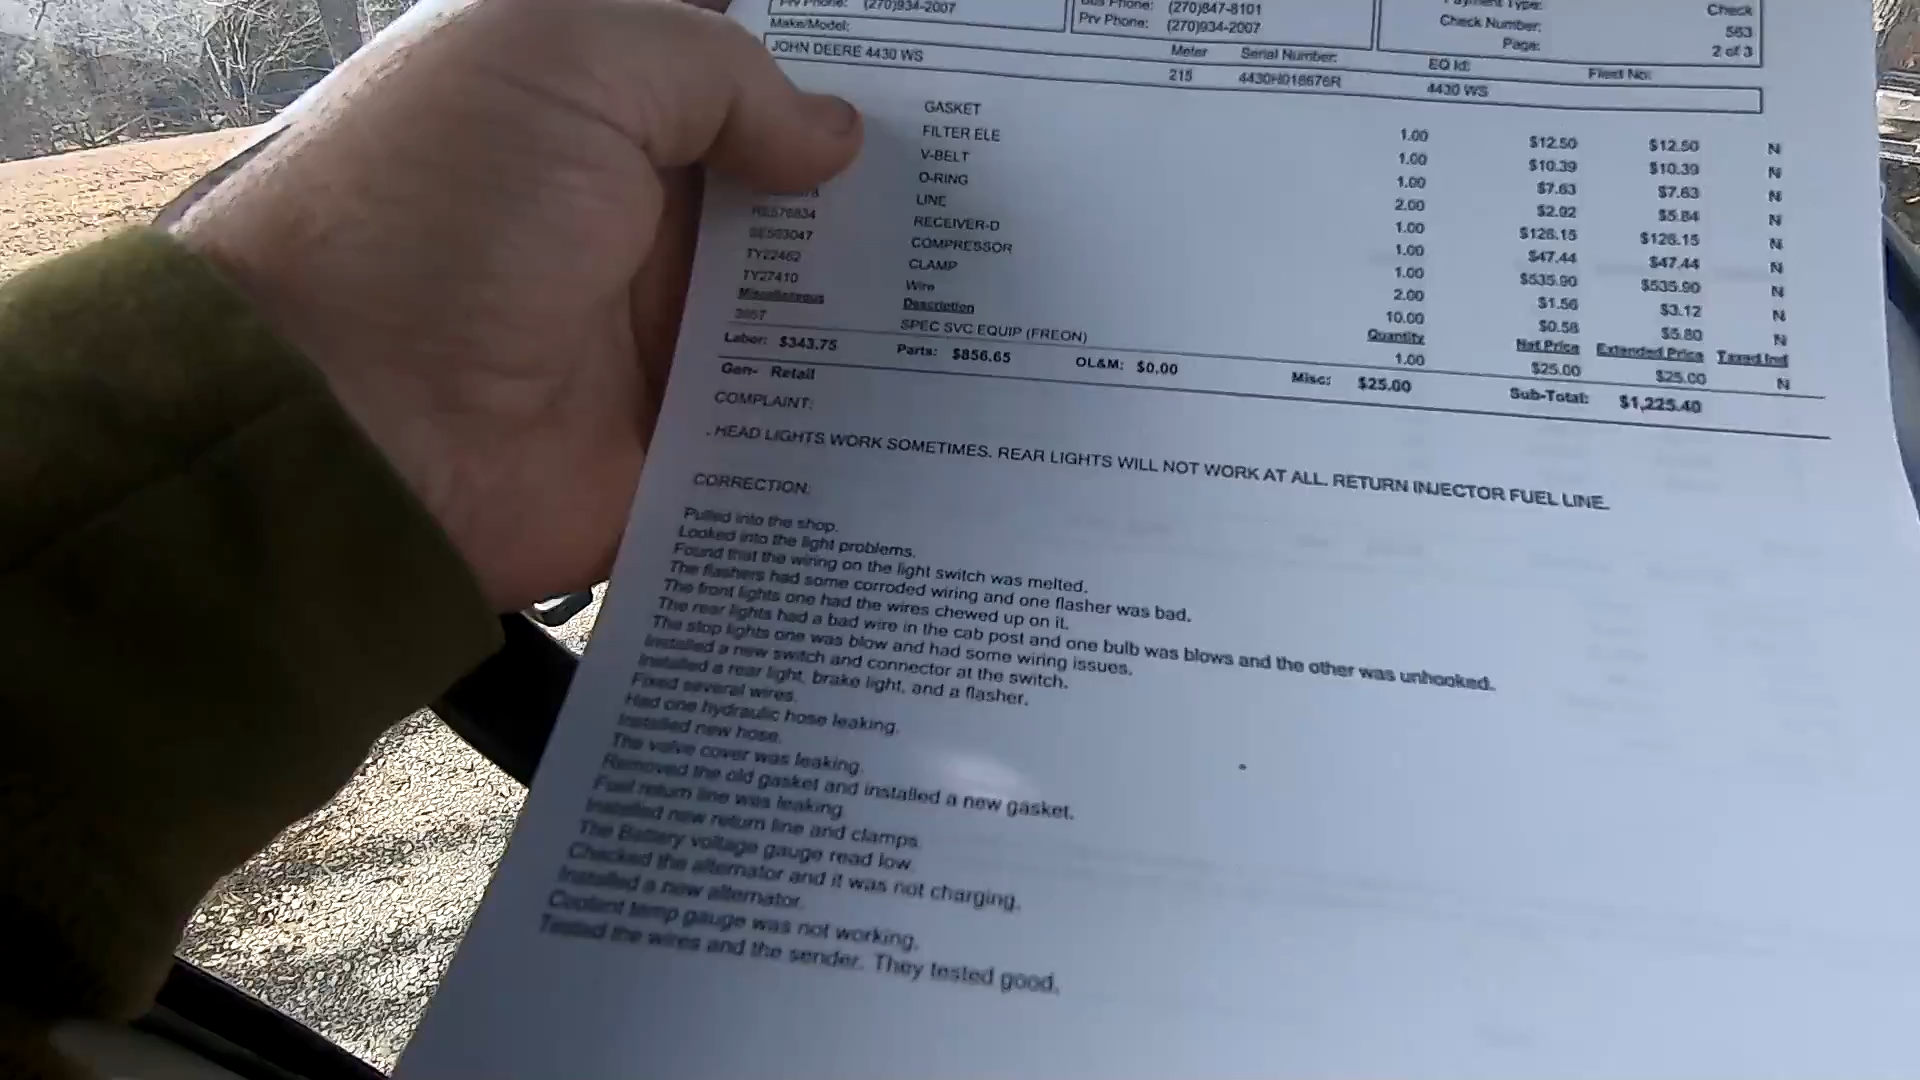 Prv Phone: (270)934-2007
Bus Phone: (270)847-8101
Prv Phone: (270)934-2007
Payment Type: Check
Check Number: 563
Page: 2 of 3
Make/Model: Meter Serial Number: EQ Id: Fleet No:
JOHN DEERE 4430 WS 215 4430H018676R 4430 WS
GASKET 1.00 $12.50 $12.50 N
FILTER ELE 1.00 $10.39 $10.39 N
V-BELT 1.00 $7.63 $7.63 N
O-RING 2.00 $2.92 $5.84 N
LINE 1.00 $126.15 $126.15 N
RECEIVER-D 1.00 $47.44 $47.44 N
COMPRESSOR 1.00 $535.90 $535.90 N
TY22462 CLAMP 2.00 $1.56 $3.12 N
TY27410 Wire 10.00 $0.58 $5.80 N
Miscellaneous Description Quantity Net Price Extended Price Taxed Ind
SPEC SVC EQUIP (FREON) 1.00 $25.00 $25.00 N
Labor: $343.75 Parts: $856.65 OL&M: $0.00 Misc: $25.00 Sub-Total: $1,225.40
Gen- Retail
COMPLAINT:
. HEAD LIGHTS WORK SOMETIMES. REAR LIGHTS WILL NOT WORK AT ALL. RETURN INJECTOR FUEL LINE.
CORRECTION:
Pulled into the shop.
Looked into the light problems.
Found that the wiring on the light switch was melted.
The flashers had some corroded wiring and one flasher was bad.
The front lights one had the wires chewed up on it.
The rear lights had a bad wire in the cab post and one bulb was blows and the other was unhooked.
The stop lights one was blow and had some wiring issues.
Installed a new switch and connector at the switch.
Installed a rear light, brake light, and a flasher.
Fixed several wires.
Had one hydraulic hose leaking.
Installed new hose.
The valve cover was leaking.
Removed the old gasket and installed a new gasket.
Fuel return line was leaking.
Installed new return line and clamps.
The Battery voltage gauge read low.
Checked the alternator and it was not charging.
Installed a new alternator.
Coolant temp gauge was not working.
Tested the wires and the sender. They tested good.